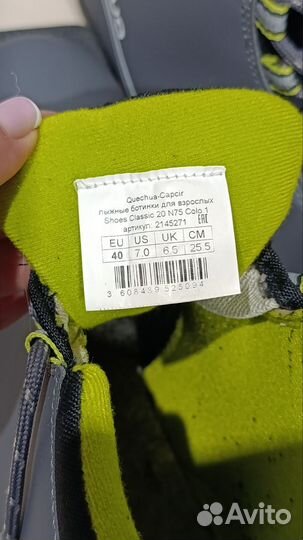 Quechua-Capcir
лыжные ботинки для взрослых
Shoes Classic 20 N75 Colo 1
артикул: 2145271 EAC
EU US UK CM
40 7.0 6.5 25.5
3 608439 525094
Avito